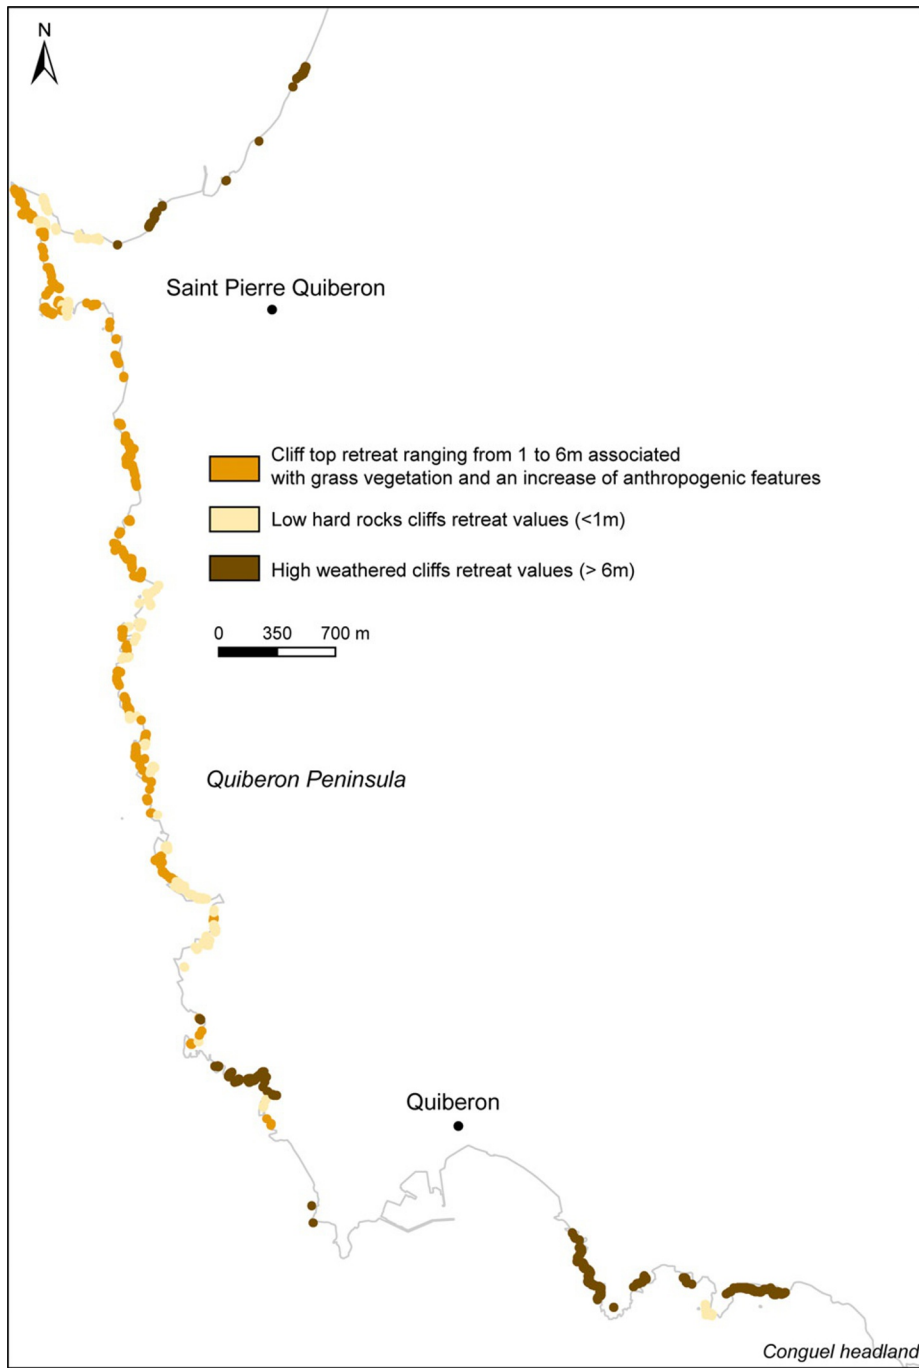 N
Saint Pierre Quiberon
Cliff top retreat ranging from 1 to 6m associated
with grass vegetation and an increase of anthropogenic features
Low hard rocks cliffs retreat values (<1m)
High weathered cliffs retreat values (> 6m)
0 350 700 m
Quiberon Peninsula
Quiberon
Conguel headland